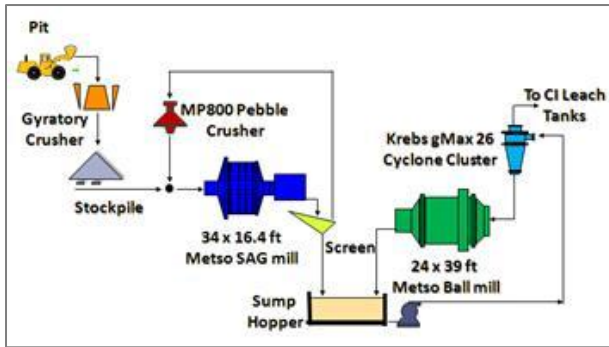 Pit
Gyratory
Crusher
Stockpile
MP800 Pebble
Crusher
34 x 16.4 ft
Metso SAG mill
Screen
Sump
Hopper
To CI Leach
Tanks
Krebs gMax 26
Cyclone Cluster
24 x 39 ft
Metso Ball mill